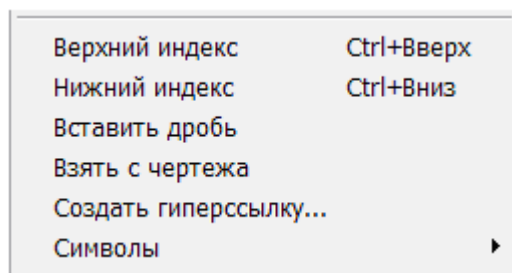 Верхний индекс Ctrl+Вверх
Нижний индекс Ctrl+Вниз
Вставить дробь
Взять с чертежа
Создать гиперссылку...
Символы